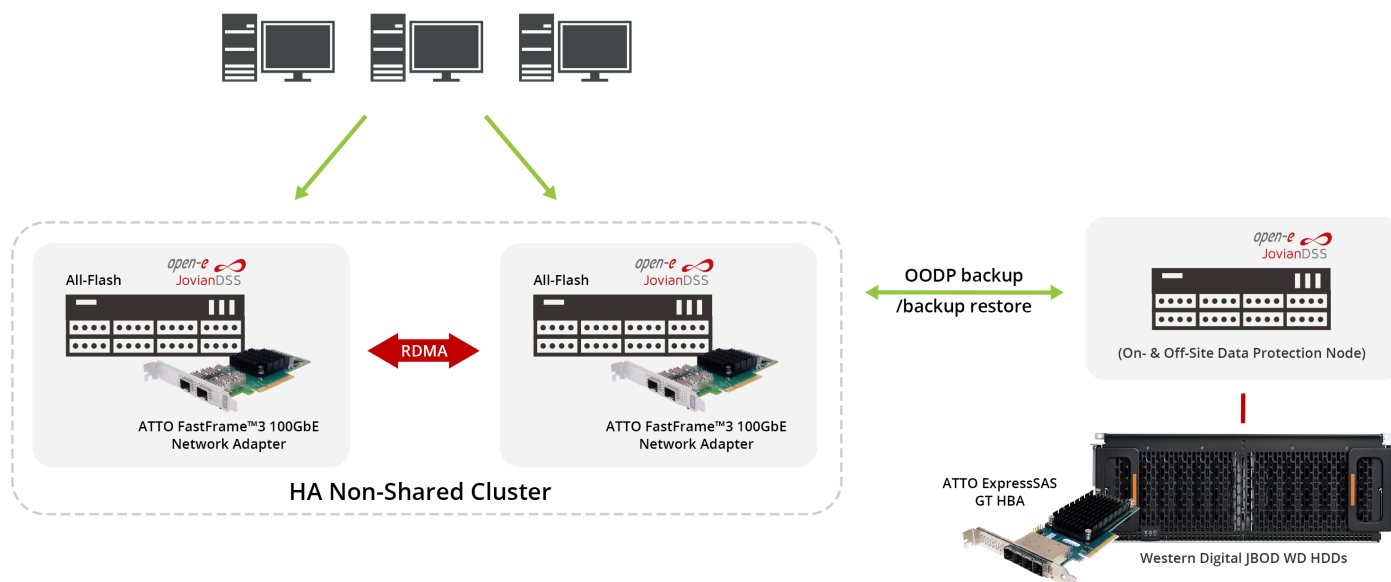 All-Flash
open-e
JovianDSS
RDMA
ATTO FastFrame™3 100GbE
Network Adapter
All-Flash
open-e
JovianDSS
ATTO FastFrame™3 100GbE
Network Adapter
HA Non-Shared Cluster
OODP backup
/backup restore
open-e
JovianDSS
(On- & Off-Site Data Protection Node)
ATTO ExpressSAS
GT HBA
Western Digital JBOD WD HDDs